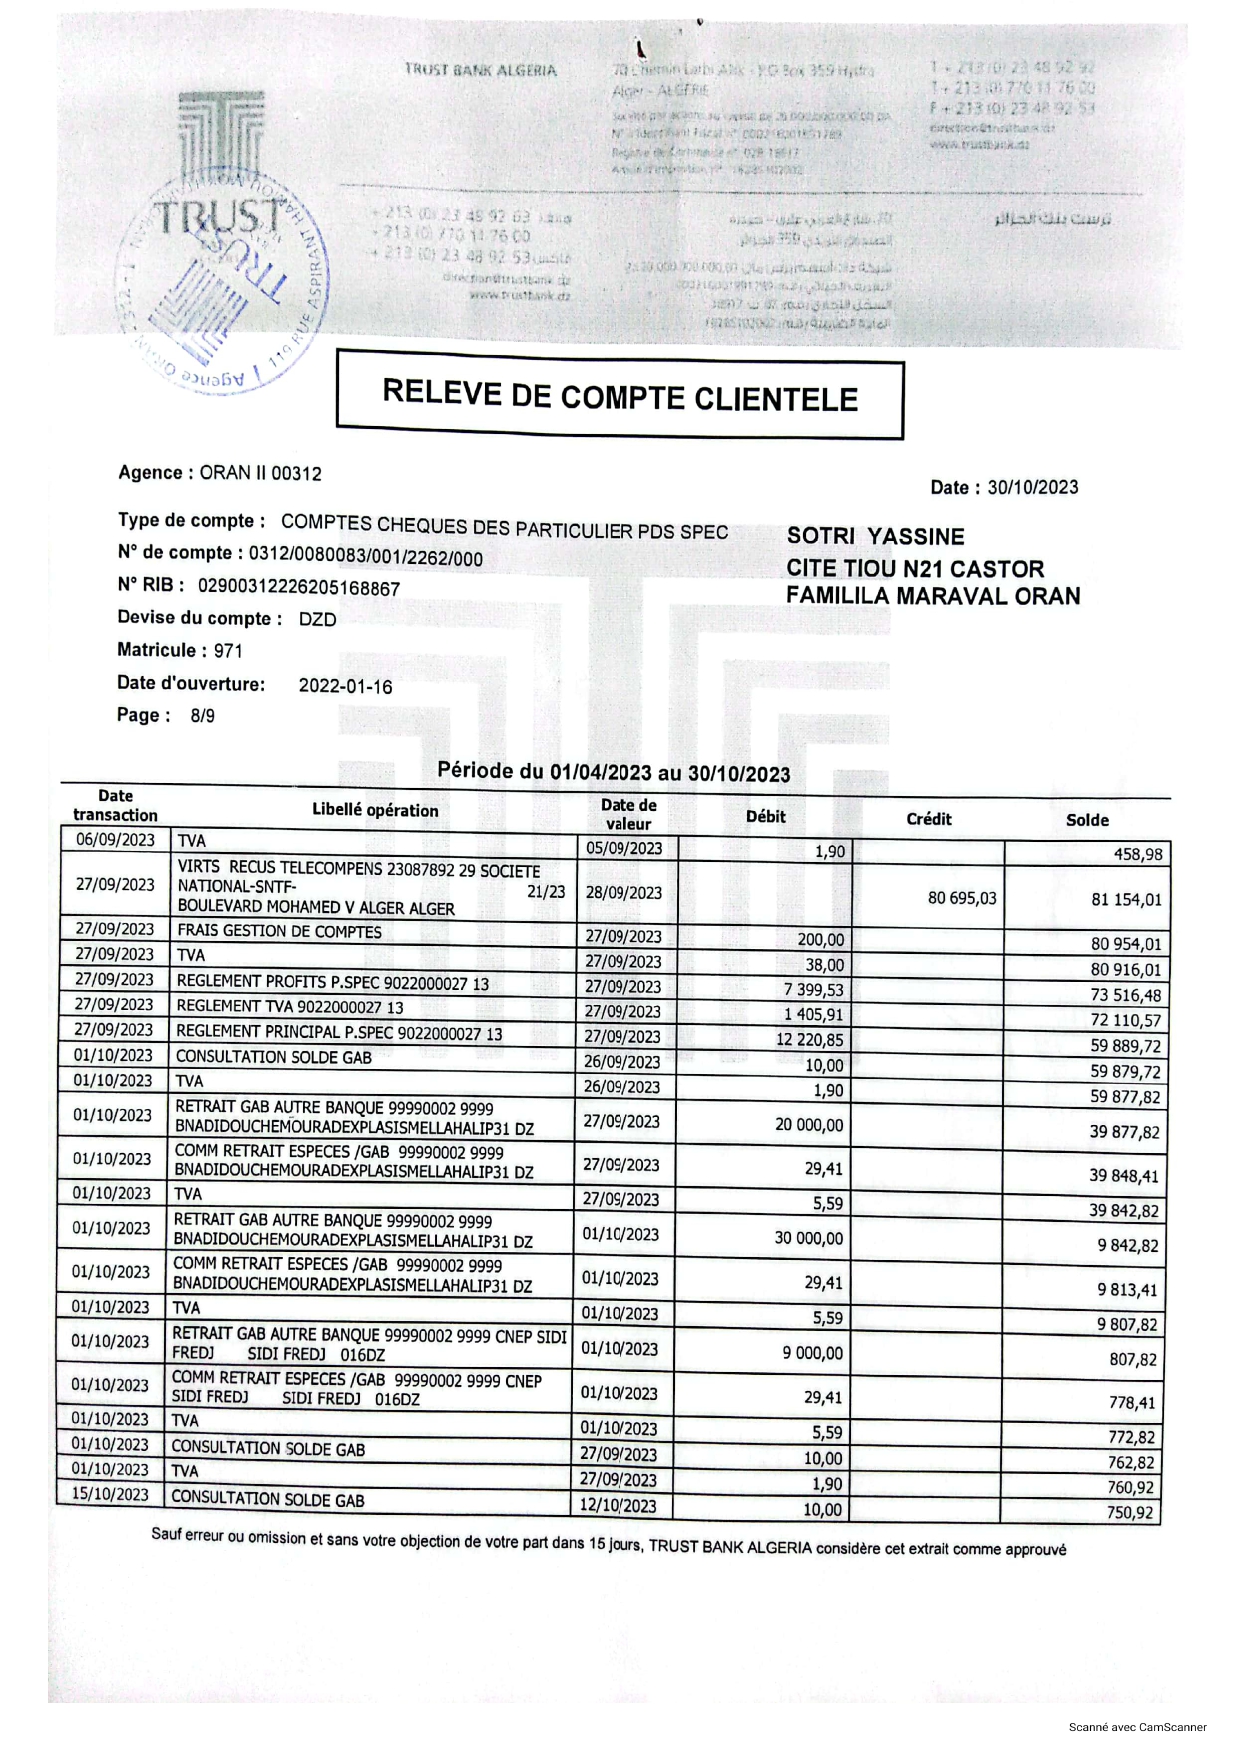 TRUST BANK ALGERIA
Alger - ALGERIE
T + 213 (0) 23 48 92 92
T + 213 (0) 770 11 76 00
F + 213 (0) 23 48 92 53
direction@trustbank.dz
www.trustbank.dz
TRUST
+ 213 (0) 23 48 92 63
+ 213 (0) 770 11 76 00
+ 213 (0) 23 48 92 53
direction@trustbank.dz
www.trustbank.dz
ترست بنك الجزائر
TRUST
119 RUE ASPIRANT
Agence ORAN
RELEVE DE COMPTE CLIENTELE
Agence : ORAN II 00312
Date : 30/10/2023
Type de compte : COMPTES CHEQUES DES PARTICULIER PDS SPEC
N° de compte : 0312/0080083/001/2262/000
N° RIB : 02900312226205168867
Devise du compte : DZD
Matricule : 971
Date d'ouverture: 2022-01-16
Page : 8/9
SOTRI YASSINE
CITE TIOU N21 CASTOR
FAMILILA MARAVAL ORAN
Période du 01/04/2023 au 30/10/2023
Date transaction Libellé opération Date de valeur Débit Crédit Solde
06/09/2023 TVA 05/09/2023 1,90 458,98
27/09/2023 VIRTS RECUS TELECOMPENS 23087892 29 SOCIETE
NATIONAL-SNTF- 21/23 28/09/2023 80 695,03 81 154,01
BOULEVARD MOHAMED V ALGER ALGER
27/09/2023 FRAIS GESTION DE COMPTES 27/09/2023 200,00 80 954,01
27/09/2023 TVA 27/09/2023 38,00 80 916,01
27/09/2023 REGLEMENT PROFITS P.SPEC 9022000027 13 27/09/2023 7 399,53 73 516,48
27/09/2023 REGLEMENT TVA 9022000027 13 27/09/2023 1 405,91 72 110,57
27/09/2023 REGLEMENT PRINCIPAL P.SPEC 9022000027 13 27/09/2023 12 220,85 59 889,72
01/10/2023 CONSULTATION SOLDE GAB 26/09/2023 10,00 59 879,72
01/10/2023 TVA 26/09/2023 1,90 59 877,82
01/10/2023 RETRAIT GAB AUTRE BANQUE 99990002 9999
BNADIDOUCHEMOURADEXPLASISMELLAHALIP31 DZ 27/09/2023 20 000,00 39 877,82
01/10/2023 COMM RETRAIT ESPECES /GAB 99990002 9999
BNADIDOUCHEMOURADEXPLASISMELLAHALIP31 DZ 27/09/2023 29,41 39 848,41
01/10/2023 TVA 27/09/2023 5,59 39 842,82
01/10/2023 RETRAIT GAB AUTRE BANQUE 99990002 9999
BNADIDOUCHEMOURADEXPLASISMELLAHALIP31 DZ 01/10/2023 30 000,00 9 842,82
01/10/2023 COMM RETRAIT ESPECES /GAB 99990002 9999
BNADIDOUCHEMOURADEXPLASISMELLAHALIP31 DZ 01/10/2023 29,41 9 813,41
01/10/2023 TVA 01/10/2023 5,59 9 807,82
01/10/2023 RETRAIT GAB AUTRE BANQUE 99990002 9999 CNEP SIDI
FREDJ SIDI FREDJ 016DZ 01/10/2023 9 000,00 807,82
01/10/2023 COMM RETRAIT ESPECES /GAB 99990002 9999 CNEP
SIDI FREDJ SIDI FREDJ 016DZ 01/10/2023 29,41 778,41
01/10/2023 TVA 01/10/2023 5,59 772,82
01/10/2023 CONSULTATION SOLDE GAB 27/09/2023 10,00 762,82
01/10/2023 TVA 27/09/2023 1,90 760,92
15/10/2023 CONSULTATION SOLDE GAB 12/10/2023 10,00 750,92
Sauf erreur ou omission et sans votre objection de votre part dans 15 jours, TRUST BANK ALGERIA considère cet extrait comme approuvé
Scanné avec CamScanner